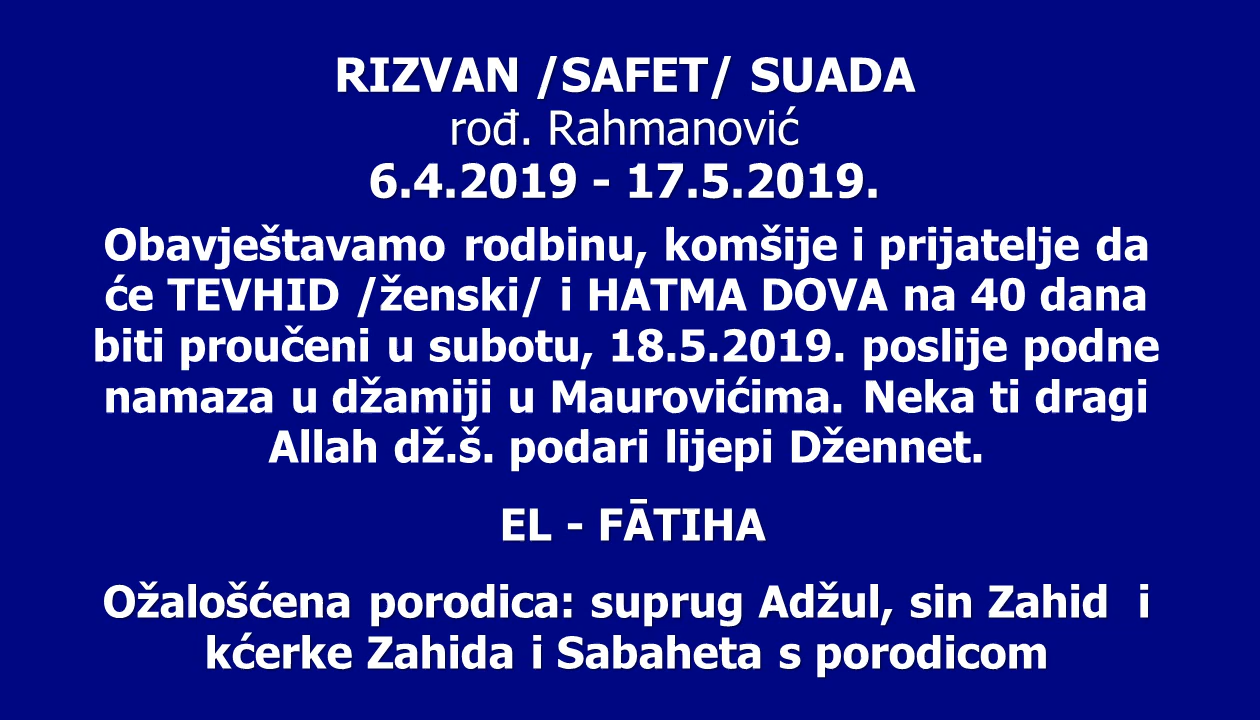 RIZVAN /SAFET/ SUADA
rođ. Rahmanović
6.4.2019 - 17.5.2019.
Obavještavamo rodbinu, komšije i prijatelje da
će TEVHID /ženski/ i HATMA DOVA na 40 dana
biti proučeni u subotu, 18.5.2019. poslije podne
namaza u džamiji u Maurovićima. Neka ti dragi
Allah dž.š. podari lijepi Džennet.
EL - FĀTIHA
Ožalošćena porodica: suprug Adžul, sin Zahid  i
kćerke Zahida i Sabaheta s porodicom